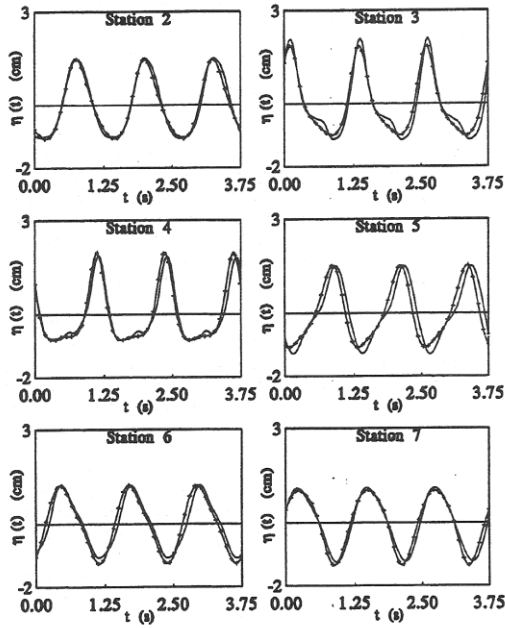 Station 2
3
η (t) (cm)
-2
0.00 1.25 2.50 3.75
t (s)
Station 3
3
η (t) (cm)
-2
0.00 1.25 2.50 3.75
t (s)
Station 4
3
η (t) (cm)
-2
0.00 1.25 2.50 3.75
t (s)
Station 5
3
η (t) (cm)
-2
0.00 1.25 2.50 3.75
t (s)
Station 6
3
η (t) (cm)
-2
0.00 1.25 2.50 3.75
t (s)
Station 7
3
η (t) (cm)
-2
0.00 1.25 2.50 3.75
t (s)